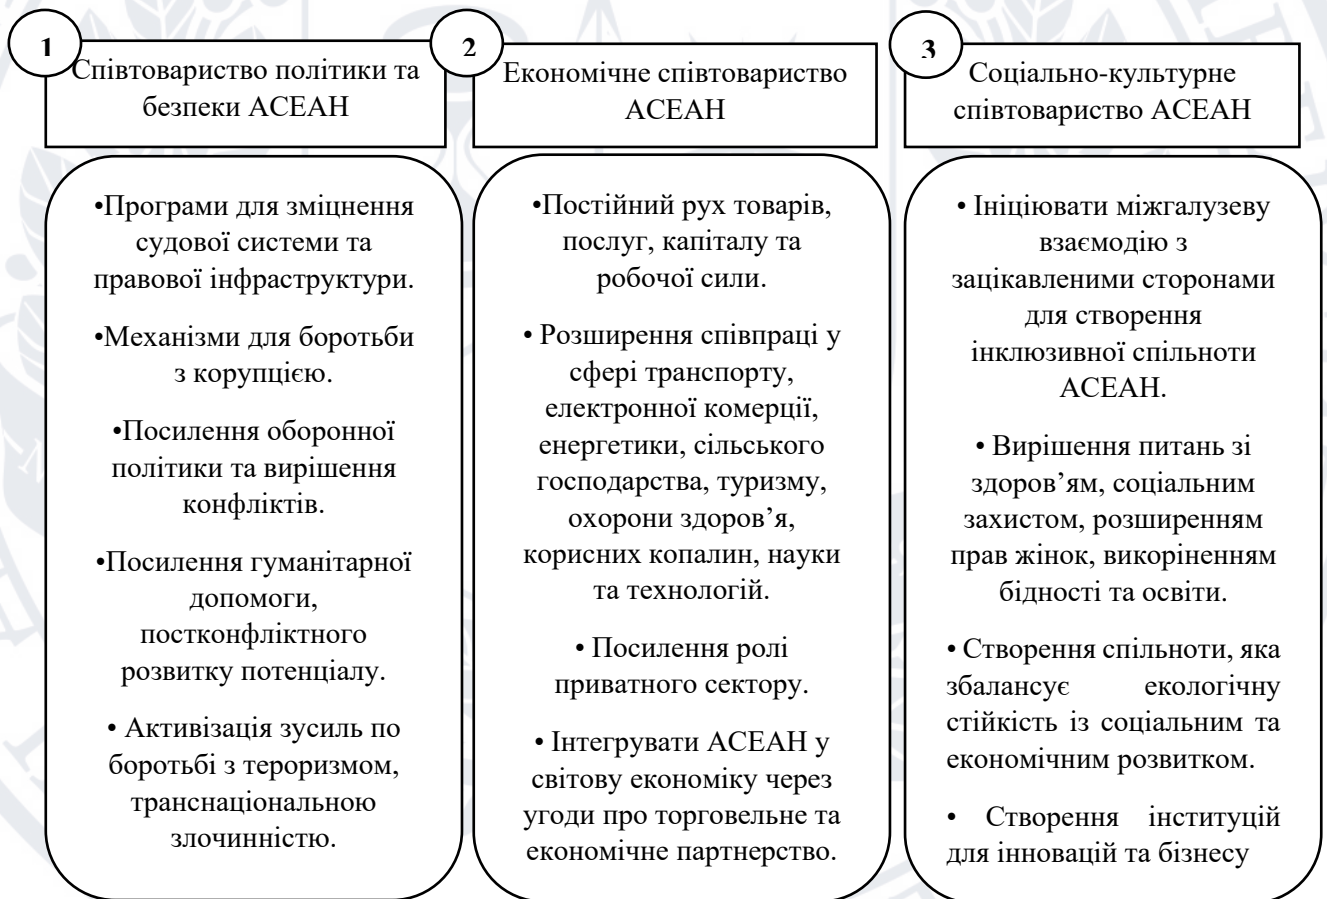 1
Співтовариство політики та
безпеки АСЕАН
•Програми для зміцнення
судової системи та
правової інфраструктури.
•Механізми для боротьби
з корупцією.
•Посилення оборонної
політики та вирішення
конфліктів.
•Посилення гуманітарної
допомоги,
постконфліктного
розвитку потенціалу.
• Активізація зусиль по
боротьбі з тероризмом,
транснаціональною
злочинністю.
2
Економічне співтовариство
АСЕАН
•Постійний рух товарів,
послуг, капіталу та
робочої сили.
• Розширення співпраці у
сфері транспорту,
електронної комерції,
енергетики, сільського
господарства, туризму,
охорони здоров’я,
корисних копалин, науки
та технологій.
• Посилення ролі
приватного сектору.
• Інтегрувати АСЕАН у
світову економіку через
угоди про торговельне та
економічне партнерство.
3
Соціально-культурне
співтовариство АСЕАН
• Ініціювати міжгалузеву
взаємодію з
зацікавленими сторонами
для створення
інклюзивної спільноти
АСЕАН.
• Вирішення питань зі
здоров’ям, соціальним
захистом, розширенням
прав жінок, викоріненням
бідності та освіти.
• Створення спільноти, яка
збалансує екологічну
стійкість із соціальним та
економічним розвитком.
• Створення інституцій
для інновацій та бізнесу